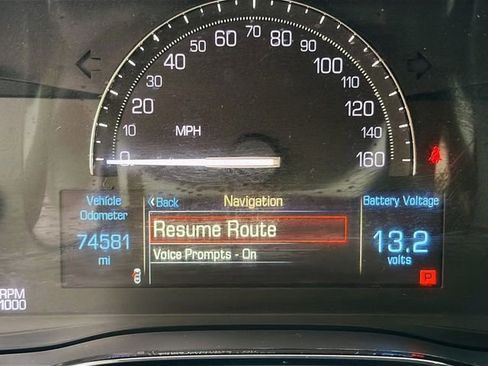 70
60 80
50 90
40 100
30 110
20 120
10 130
0 140
160
MPH
Vehicle
Odometer
74581
mi
Back
Navigation
Resume Route
Voice Prompts - On
Battery Voltage
13.2
volts
P
RPM
1000